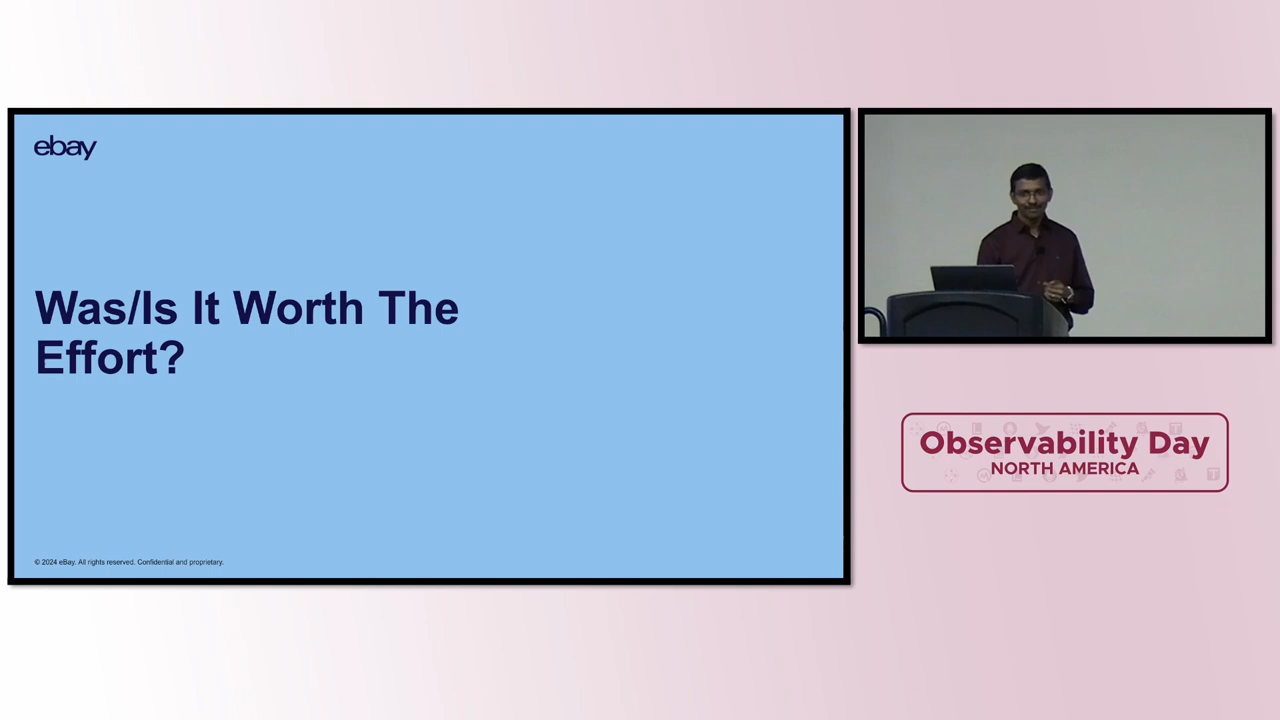 ebay
Was/Is It Worth The
Effort?
© 2024 eBay. All rights reserved. Confidential and proprietary.
Observability Day
NORTH AMERICA